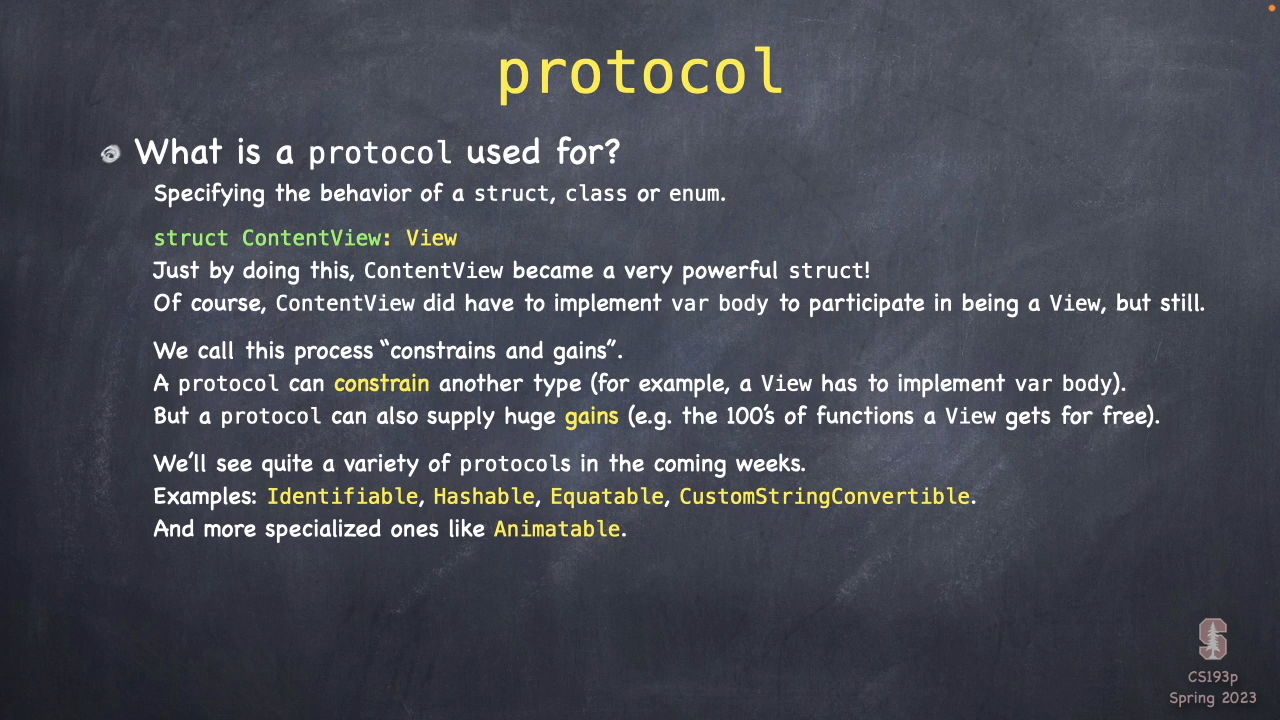 protocol
What is a protocol used for?
Specifying the behavior of a struct, class or enum.
struct ContentView: View
Just by doing this, ContentView became a very powerful struct!
Of course, ContentView did have to implement var body to participate in being a View, but still.
We call this process “constrains and gains”.
A protocol can constrain another type (for example, a View has to implement var body).
But a protocol can also supply huge gains (e.g. the 100’s of functions a View gets for free).
We’ll see quite a variety of protocols in the coming weeks.
Examples: Identifiable, Hashable, Equatable, CustomStringConvertible.
And more specialized ones like Animatable.
S
CS193p
Spring 2023